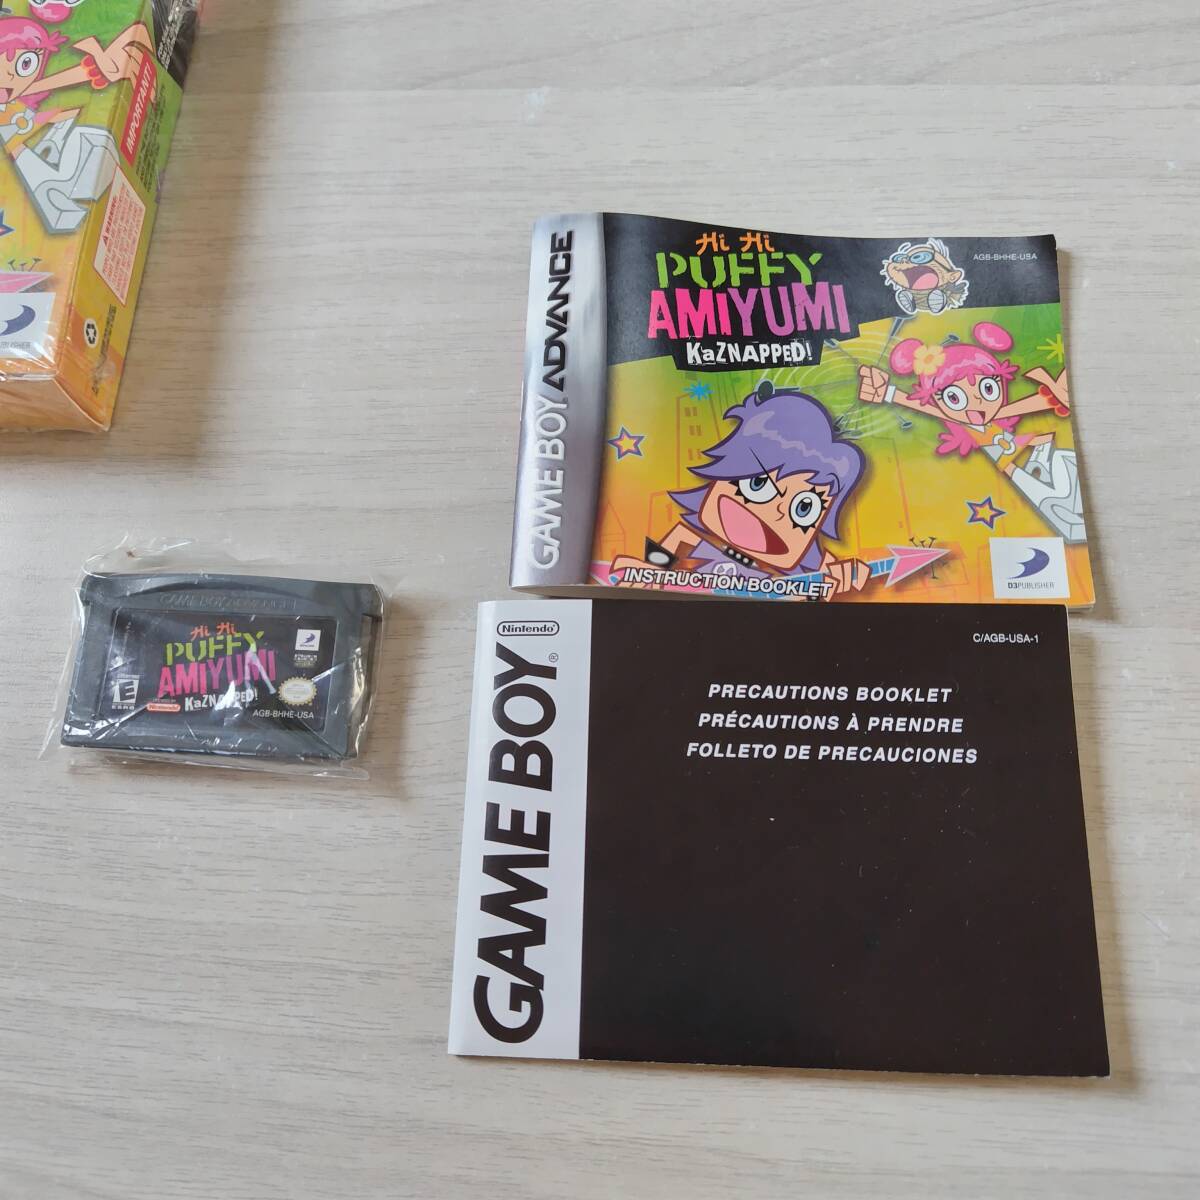 IMPORTANT!
WARNING:
GAME BOY ADVANCE
Hi Hi
PUFFY
AMIYUMI
KaZNAPPED!
AGB-BHHE-USA
INSTRUCTION BOOKLET
D3PUBLISHER
GAME BOY ADVANCE
Hi Hi
PUFFY
AMIYUMI
KaZNAPPED!
E
ESRB
Nintendo
AGB-BHHE-USA
Nintendo
GAME BOY
®
C/AGB-USA-1
PRECAUTIONS BOOKLET
PRÉCAUTIONS À PRENDRE
FOLLETO DE PRECAUCIONES